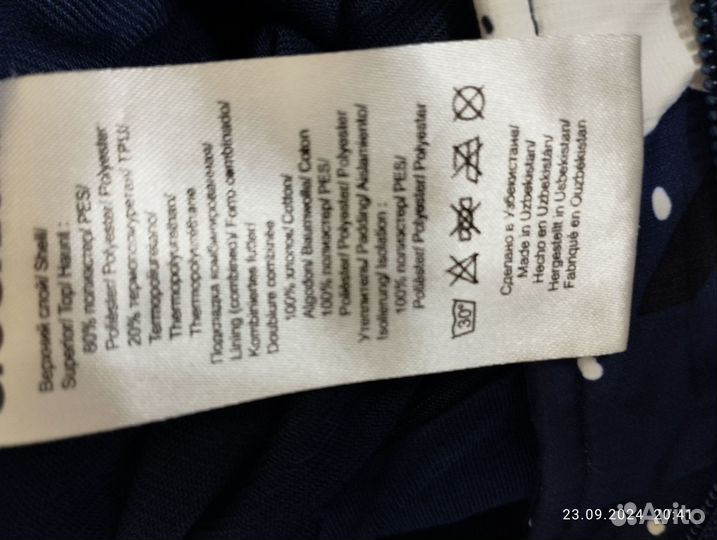 Верхний слой/ Shell/
Superior/ Top/ Haunt :
80% полиэстер/ PES/
Poliéster/ Polyester/ Polyester
20% термополиуретан/ TPU/
Termopoliuretano/
Thermopolyurethan/
Thermopolyuréthane
Подкладка комбинированная/
Lining (combined)/ Forro combinado/
Kombiniertes futter/
Doublure combinée
100% хлопок/ Cotton/
Algodón/ Baumwolle/ Coton
100% полиэстер/ PES/
Poliéster/ Polyester/ Polyester
Утеплитель/ Padding/ Aislamiento/
Isolierung/ Isolation :
100% полиэстер/ PES/
Poliéster/ Polyester/ Polyester
30°
Сделано в Узбекистане/
Made in Uzbekistan/
Hecho en Uzbekistán/
Hergestellt in Usbekistan/
Fabriqué en Ouzbékistan
23.09.2024 20:41
Avito